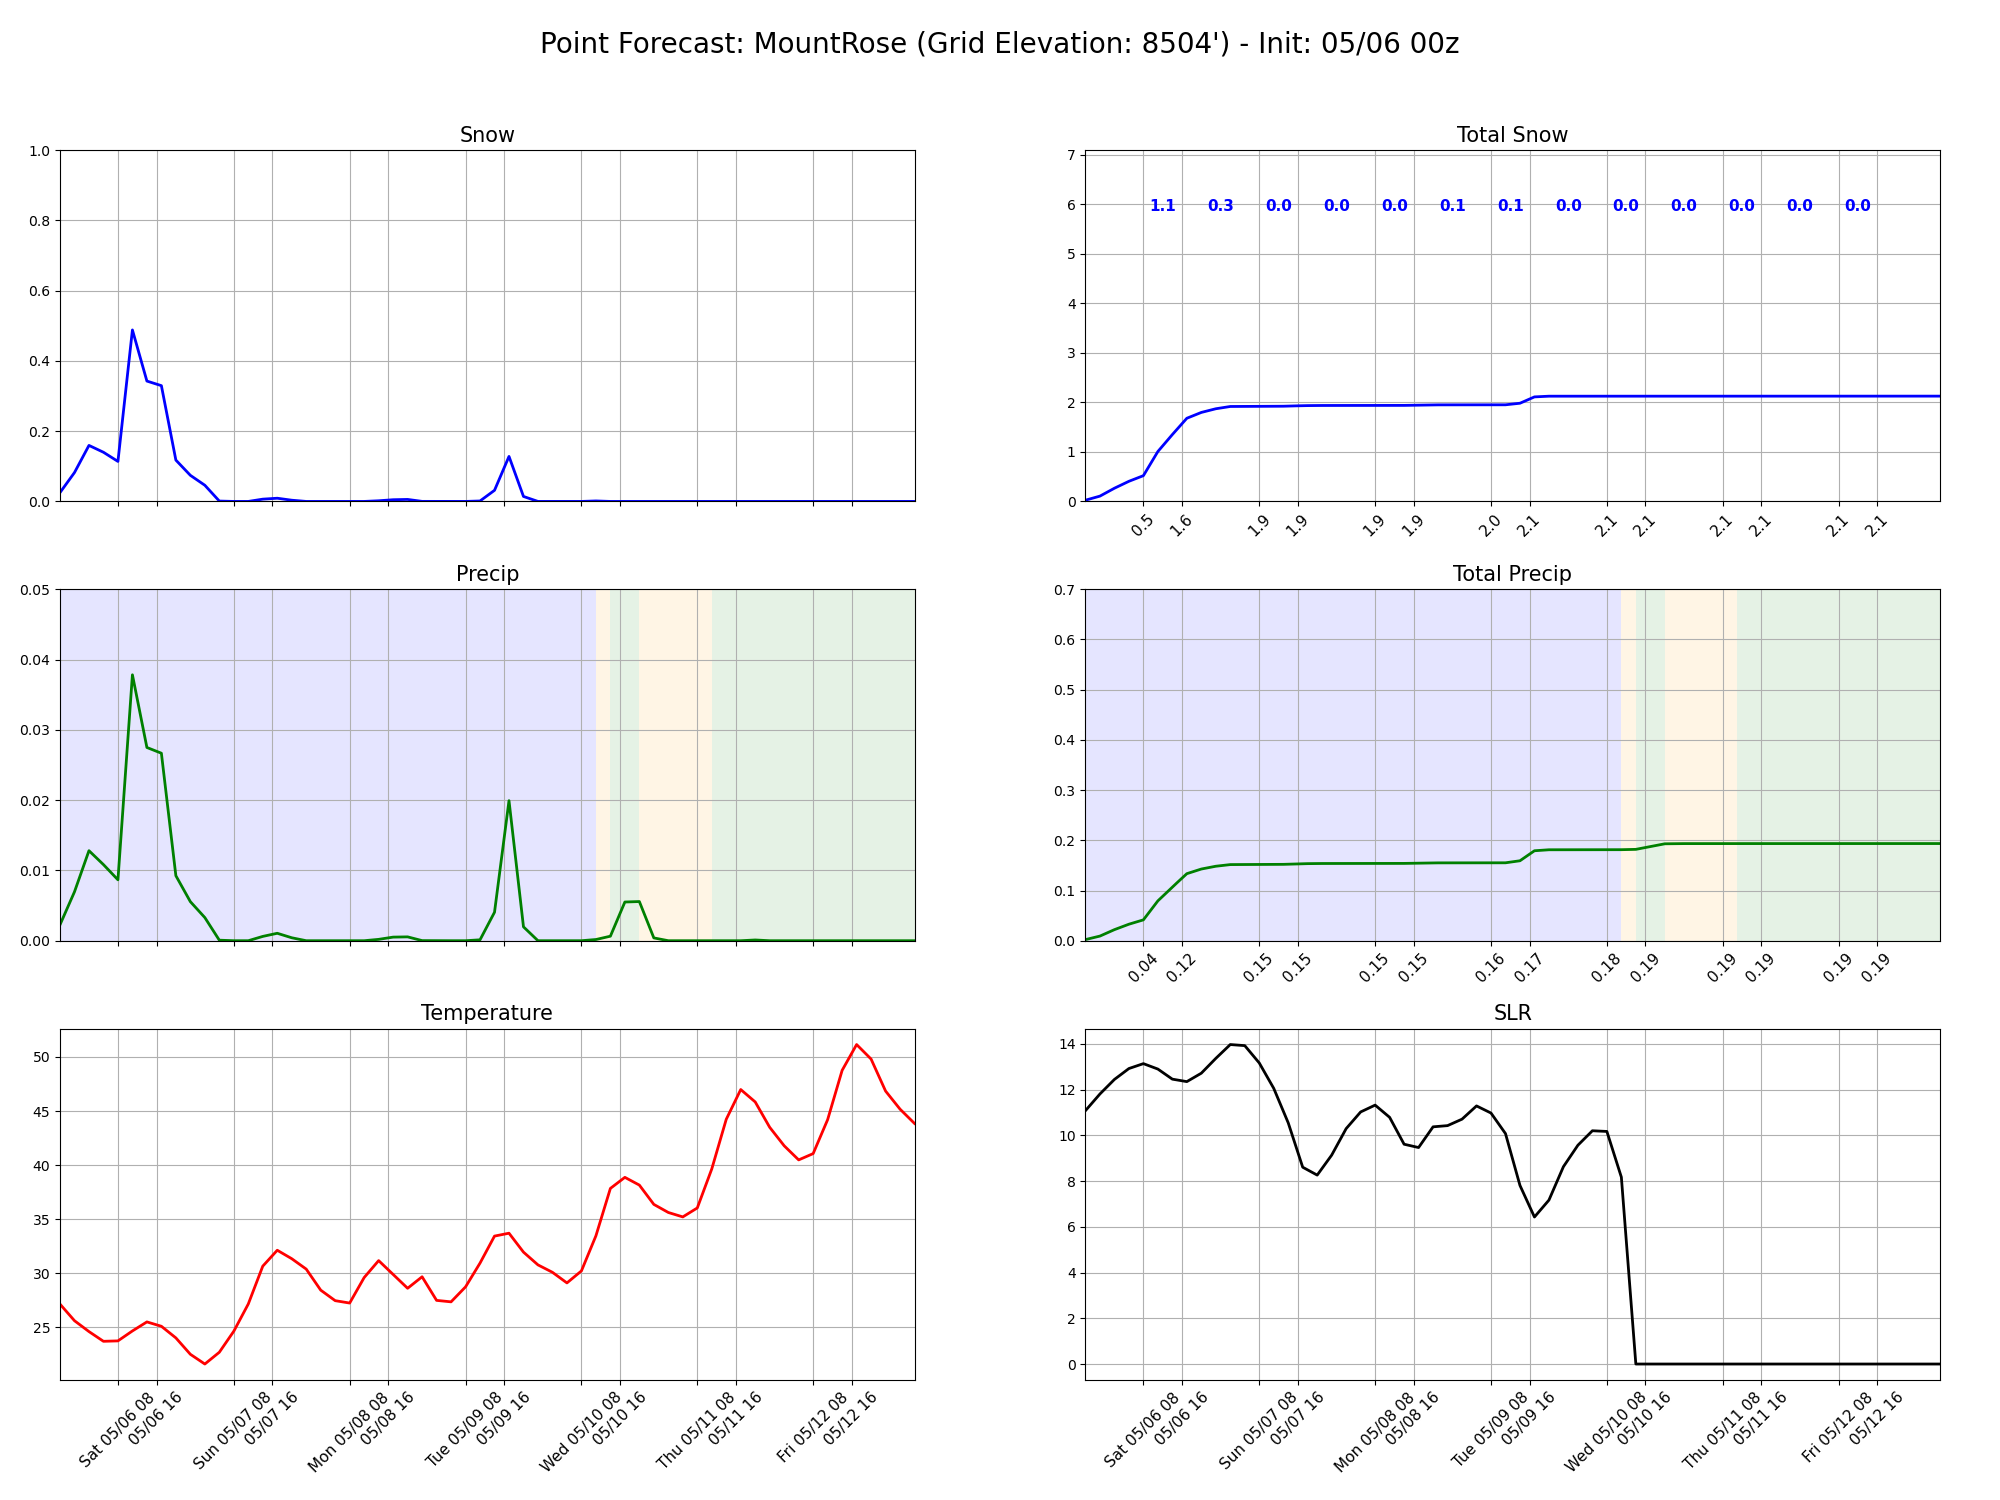 Point Forecast: MountRose (Grid Elevation: 8504') - Init: 05/06 00z
Snow
1.0
0.8
0.6
0.4
0.2
0.0
Total Snow
7
6
5
4
3
2
1
0
1.1 0.3 0.0 0.0 0.0 0.1 0.1 0.0 0.0 0.0 0.0 0.0 0.0
0.5 1.6 1.9 1.9 1.9 1.9 2.0 2.1 2.1 2.1 2.1 2.1 2.1 2.1
Precip
0.05
0.04
0.03
0.02
0.01
0.00
Total Precip
0.7
0.6
0.5
0.4
0.3
0.2
0.1
0.0
0.04 0.12 0.15 0.15 0.15 0.15 0.16 0.17 0.18 0.19 0.19 0.19 0.19 0.19
Temperature
50
45
40
35
30
25
Sat 05/06 08
05/06 16
Sun 05/07 08
05/07 16
Mon 05/08 08
05/08 16
Tue 05/09 08
05/09 16
Wed 05/10 08
05/10 16
Thu 05/11 08
05/11 16
Fri 05/12 08
05/12 16
SLR
14
12
10
8
6
4
2
0
Sat 05/06 08
05/06 16
Sun 05/07 08
05/07 16
Mon 05/08 08
05/08 16
Tue 05/09 08
05/09 16
Wed 05/10 08
05/10 16
Thu 05/11 08
05/11 16
Fri 05/12 08
05/12 16